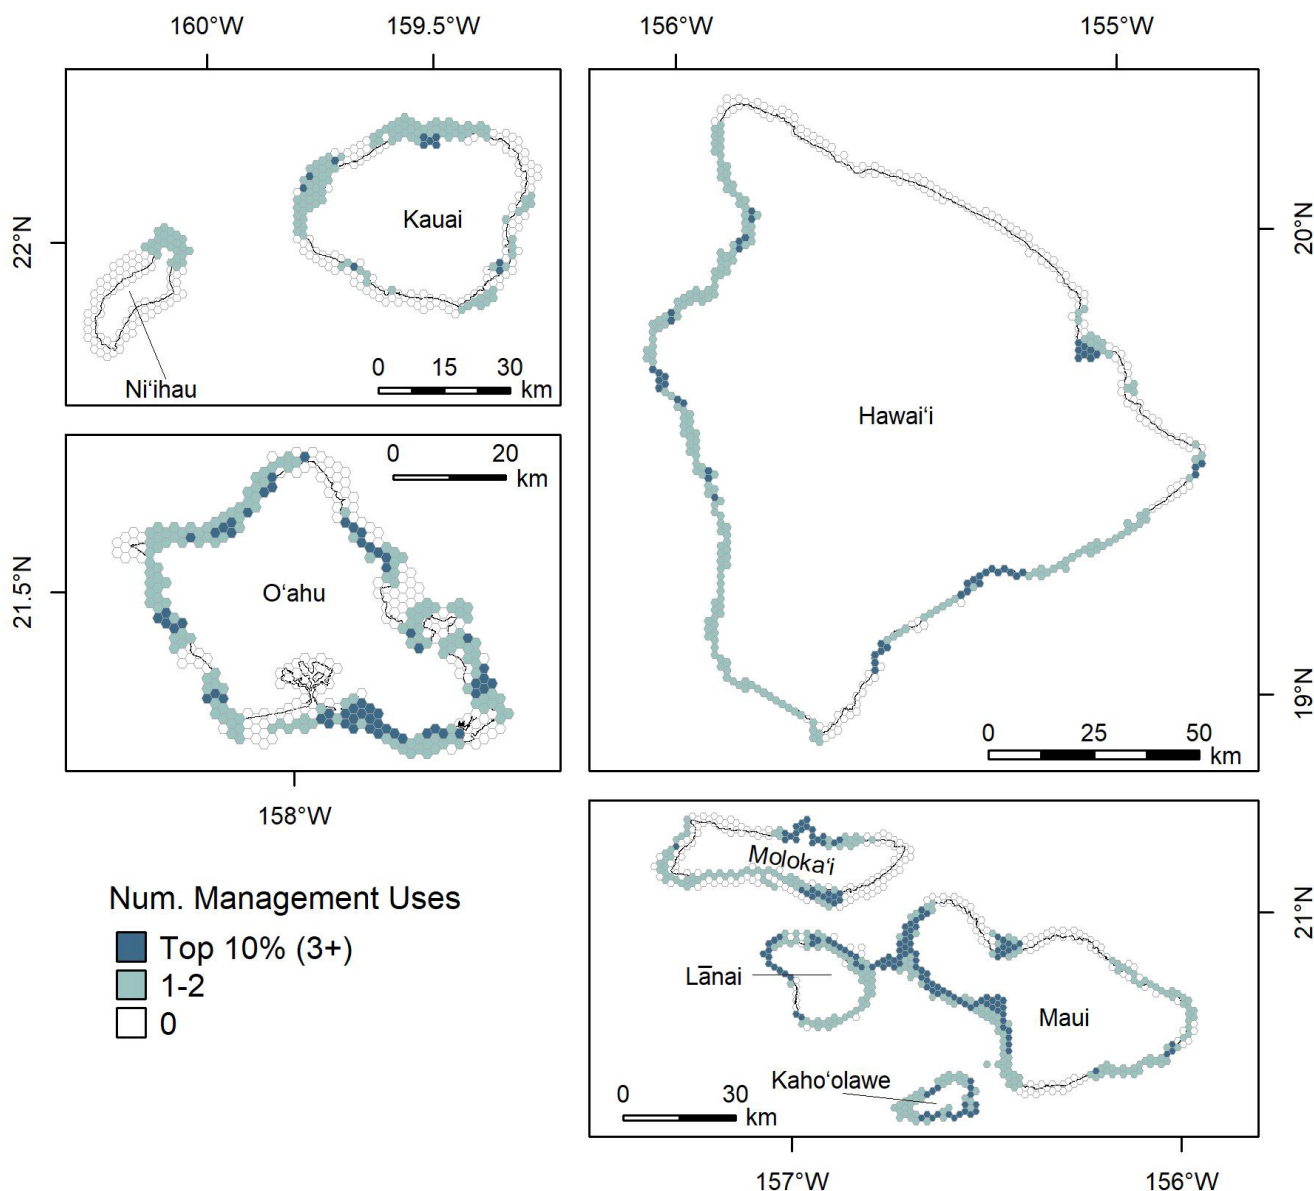 160°W 159.5°W 156°W 155°W
22°N
Kauai
Niʻihau
0 15 30
km
20°N
Hawaiʻi
19°N
0 25 50
km
0 20
km
21.5°N
Oʻahu
158°W
Num. Management Uses
Top 10% (3+)
1-2
0
Molokaʻi
21°N
Lānai
Maui
Kahoʻolawe
0 30
km
157°W 156°W